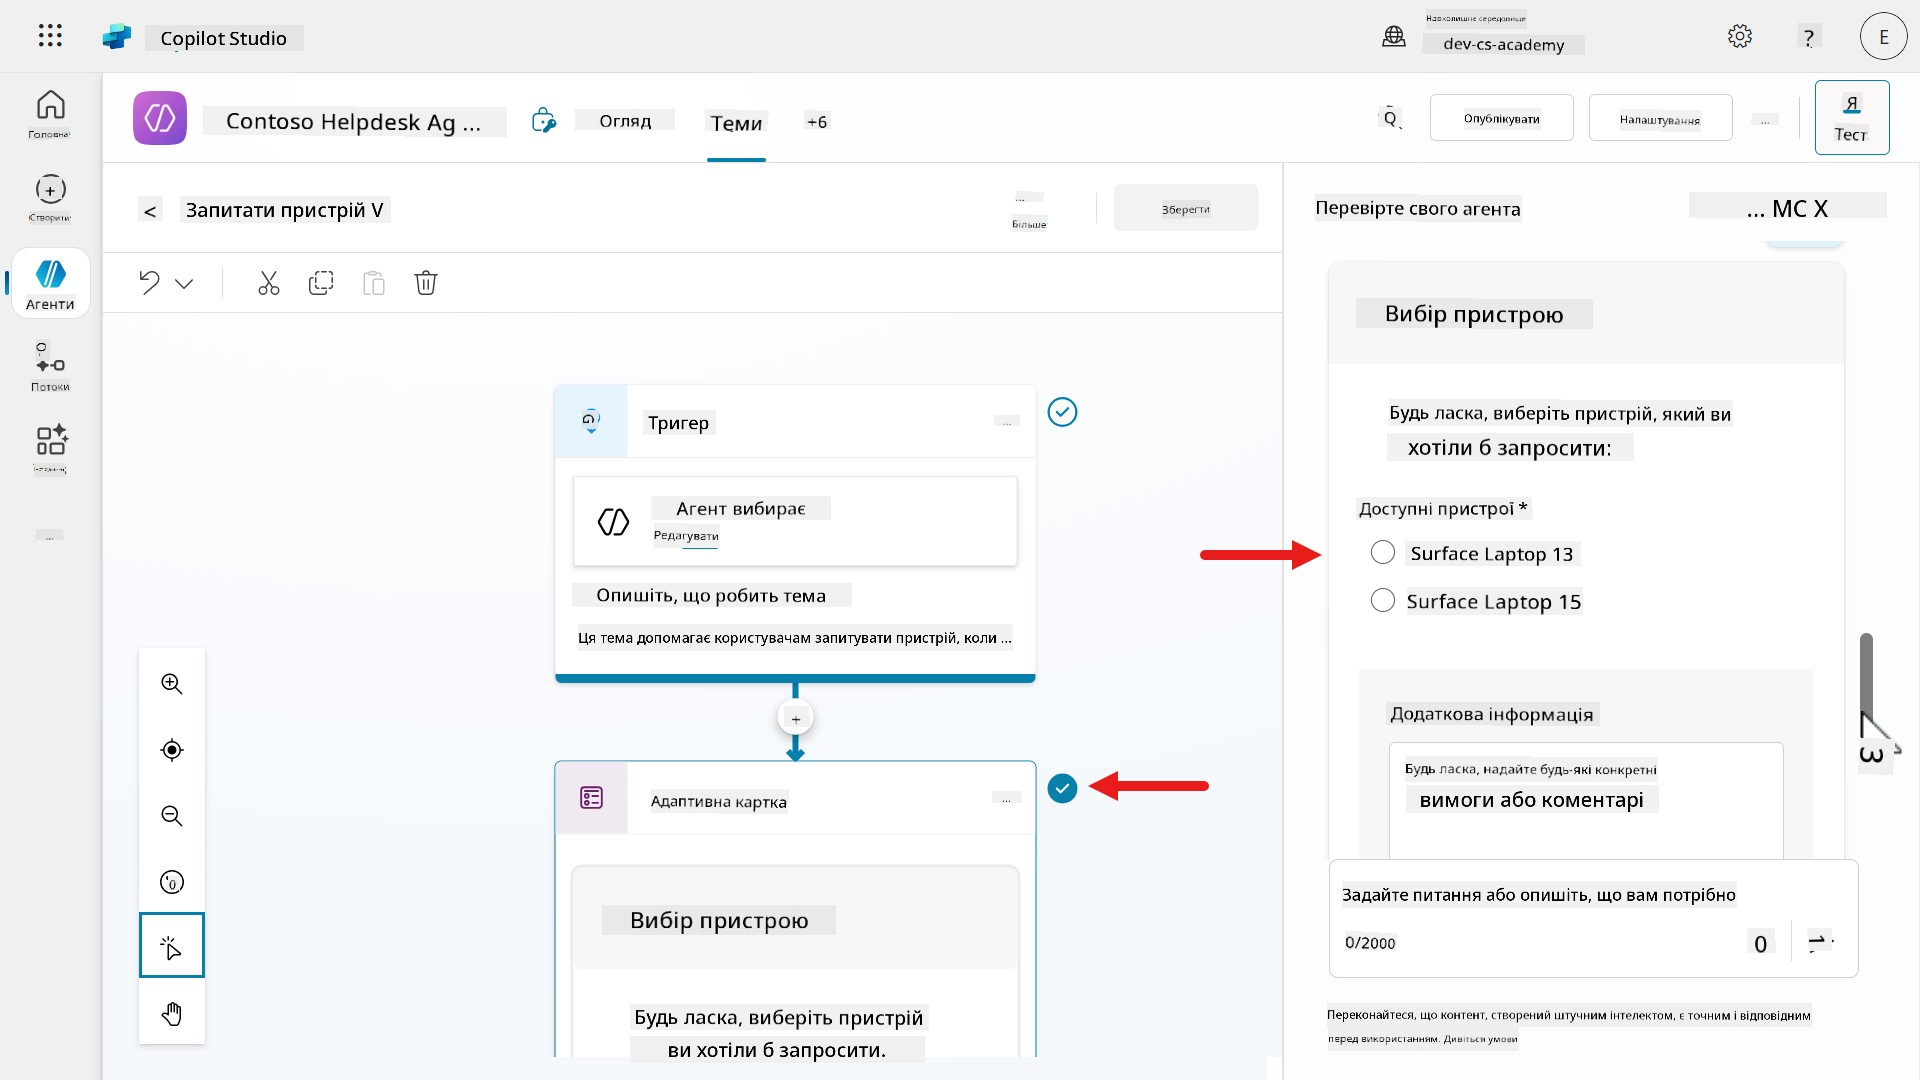 Copilot Studio
Навколишнє середовище
dev-cs-academy
?
E
Головна
Створити
Агенти
Потоки
...
Contoso Helpdesk Ag ...
Огляд
Теми
+6
Опублікувати
Налаштування
...
Я
Тест
< Запитати пристрій V
...
Більше
Зберегти
Тригер
...
Агент вибирає
Редагувати
Опишіть, що робить тема
Ця тема допомагає користувачам запитувати пристрій, коли ...
+
Адаптивна картка
...
Вибір пристрою
Будь ласка, виберіть пристрій
ви хотіли б запросити.
Перевірте свого агента
... МС X
Вибір пристрою
Будь ласка, виберіть пристрій, який ви
хотіли б запросити:
Доступні пристрої *
Surface Laptop 13
Surface Laptop 15
Додаткова інформація
Будь ласка, надайте будь-які конкретні
вимоги або коментарі
Задайте питання або опишіть, що вам потрібно
0/2000
0
Переконайтеся, що контент, створений штучним інтелектом, є точним і відповідним
перед використанням. Дивіться умови